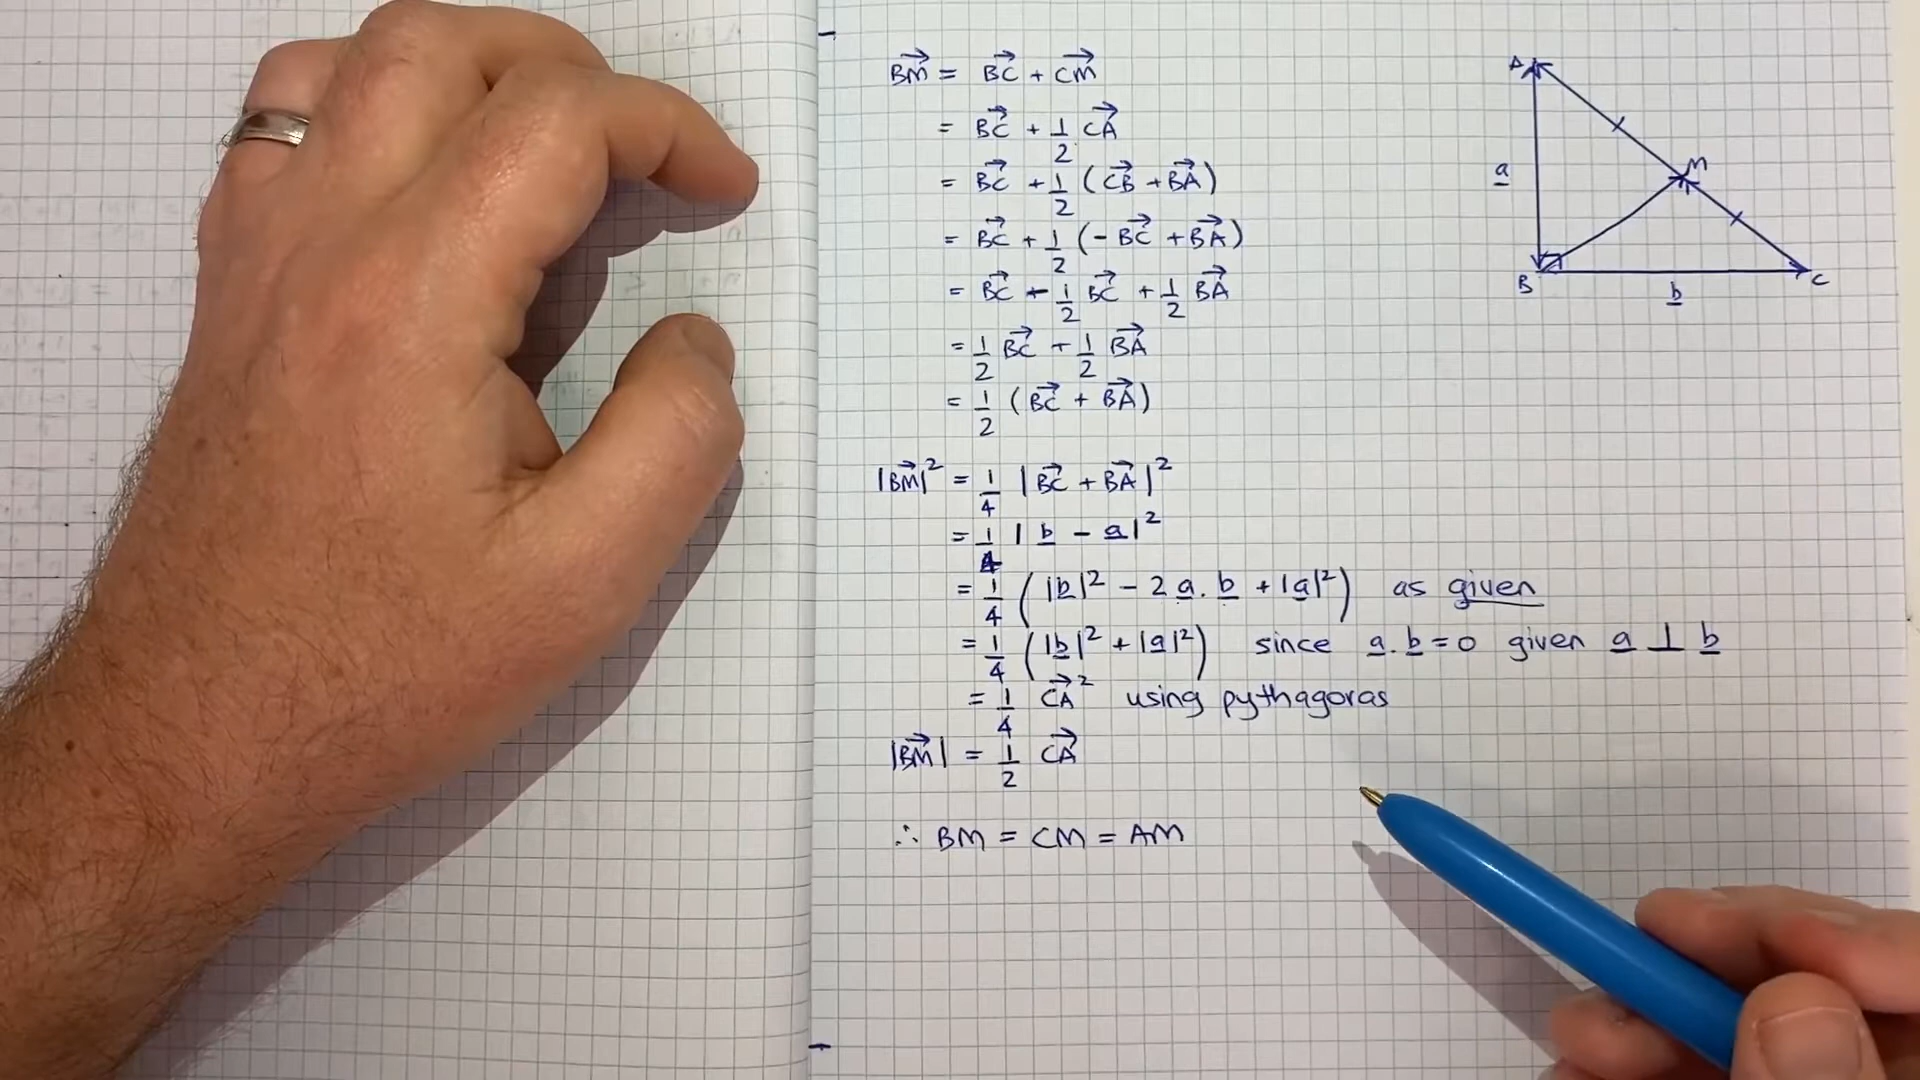 BM⃗ = BC⃗ + CM⃗
= BC⃗ + 1/2 CA⃗
= BC⃗ + 1/2 (CB⃗ + BA⃗)
= BC⃗ + 1/2 (- BC⃗ + BA⃗)
= BC⃗ - 1/2 BC⃗ + 1/2 BA⃗
= 1/2 BC⃗ + 1/2 BA⃗
= 1/2 (BC⃗ + BA⃗)
|BM⃗|² = 1/4 |BC⃗ + BA⃗|²
= 1/4 |b - a|²
= 1/4 (|b|² - 2 a.b + |a|²) as given
= 1/4 (|b|² + |a|²) since a.b = 0 given a ⊥ b
= 1/4 CA⃗² using pythagoras
|BM⃗| = 1/2 CA⃗
∴ BM = CM = AM
A
M
a
B
C
b